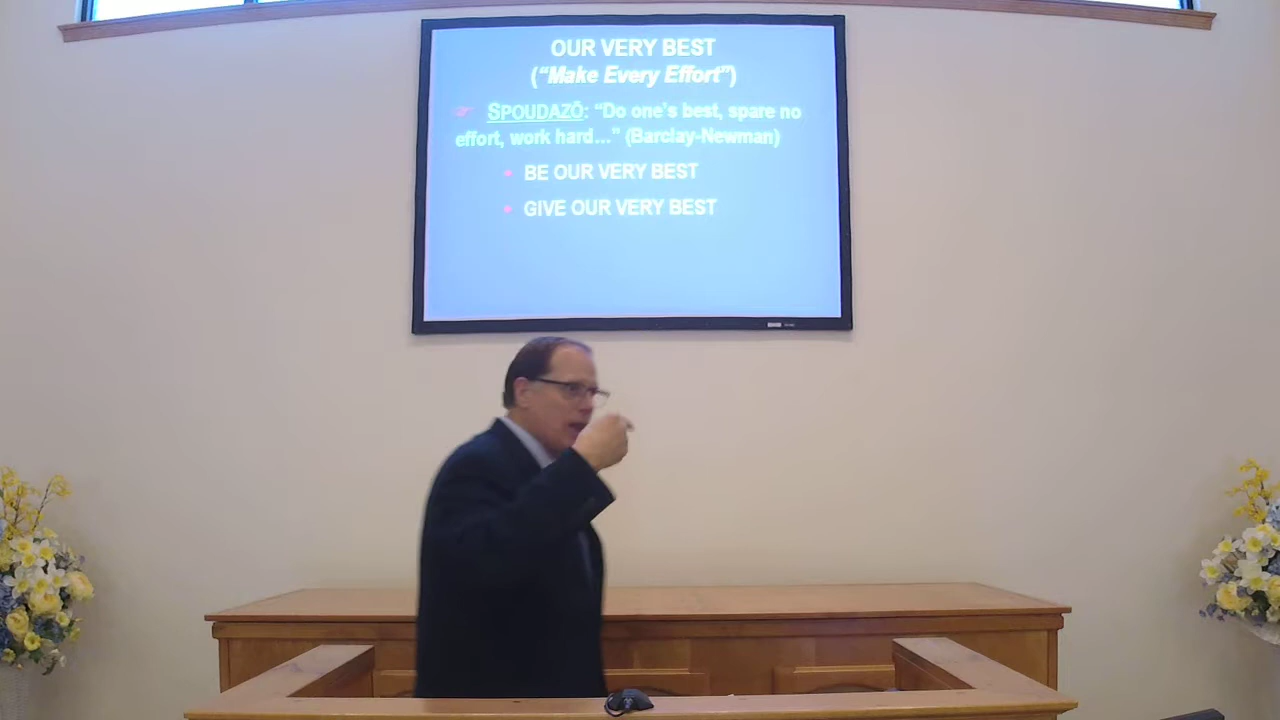 OUR VERY BEST
(“Make Every Effort”)
SPOUDAZŌ: “Do one’s best, spare no
effort, work hard…” (Barclay-Newman)
• BE OUR VERY BEST
• GIVE OUR VERY BEST